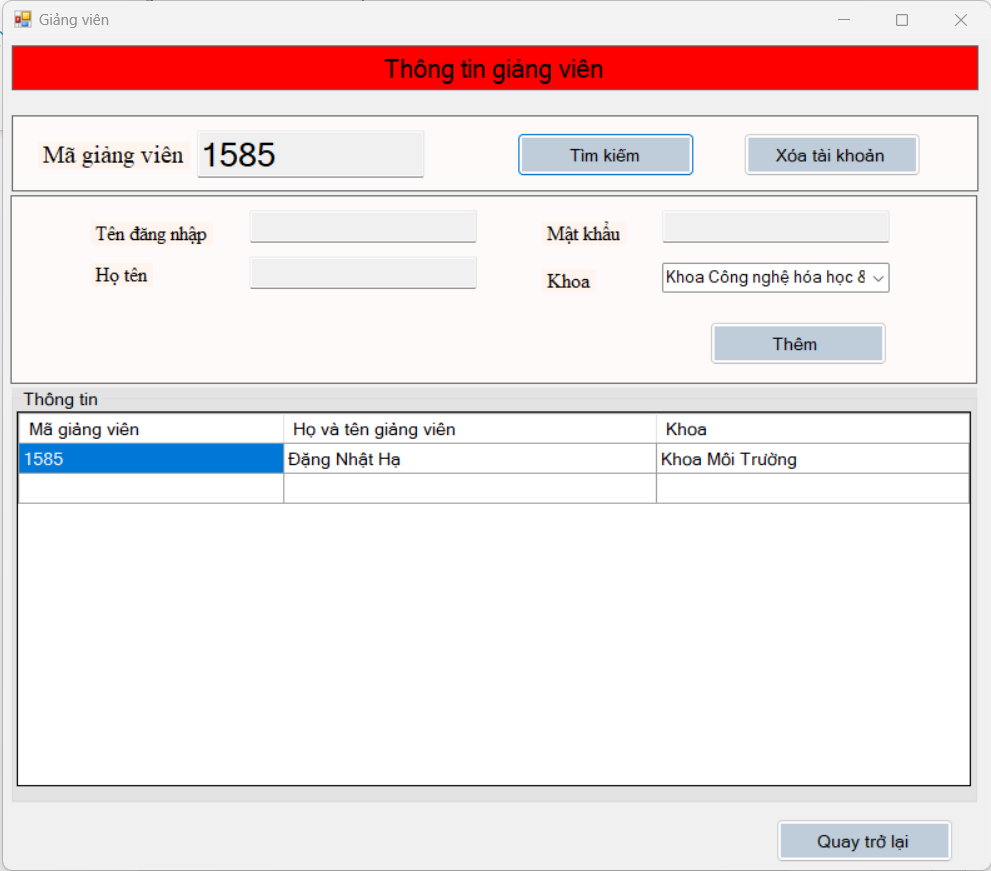 Giảng viên
Thông tin giảng viên
Mã giảng viên 1585 Tìm kiếm Xóa tài khoản
Tên đăng nhập Mật khẩu
Họ tên Khoa Khoa Công nghệ hóa học &
Thêm
Thông tin
Mã giảng viên Họ và tên giảng viên Khoa
1585 Đặng Nhật Hạ Khoa Môi Trường
Quay trở lại